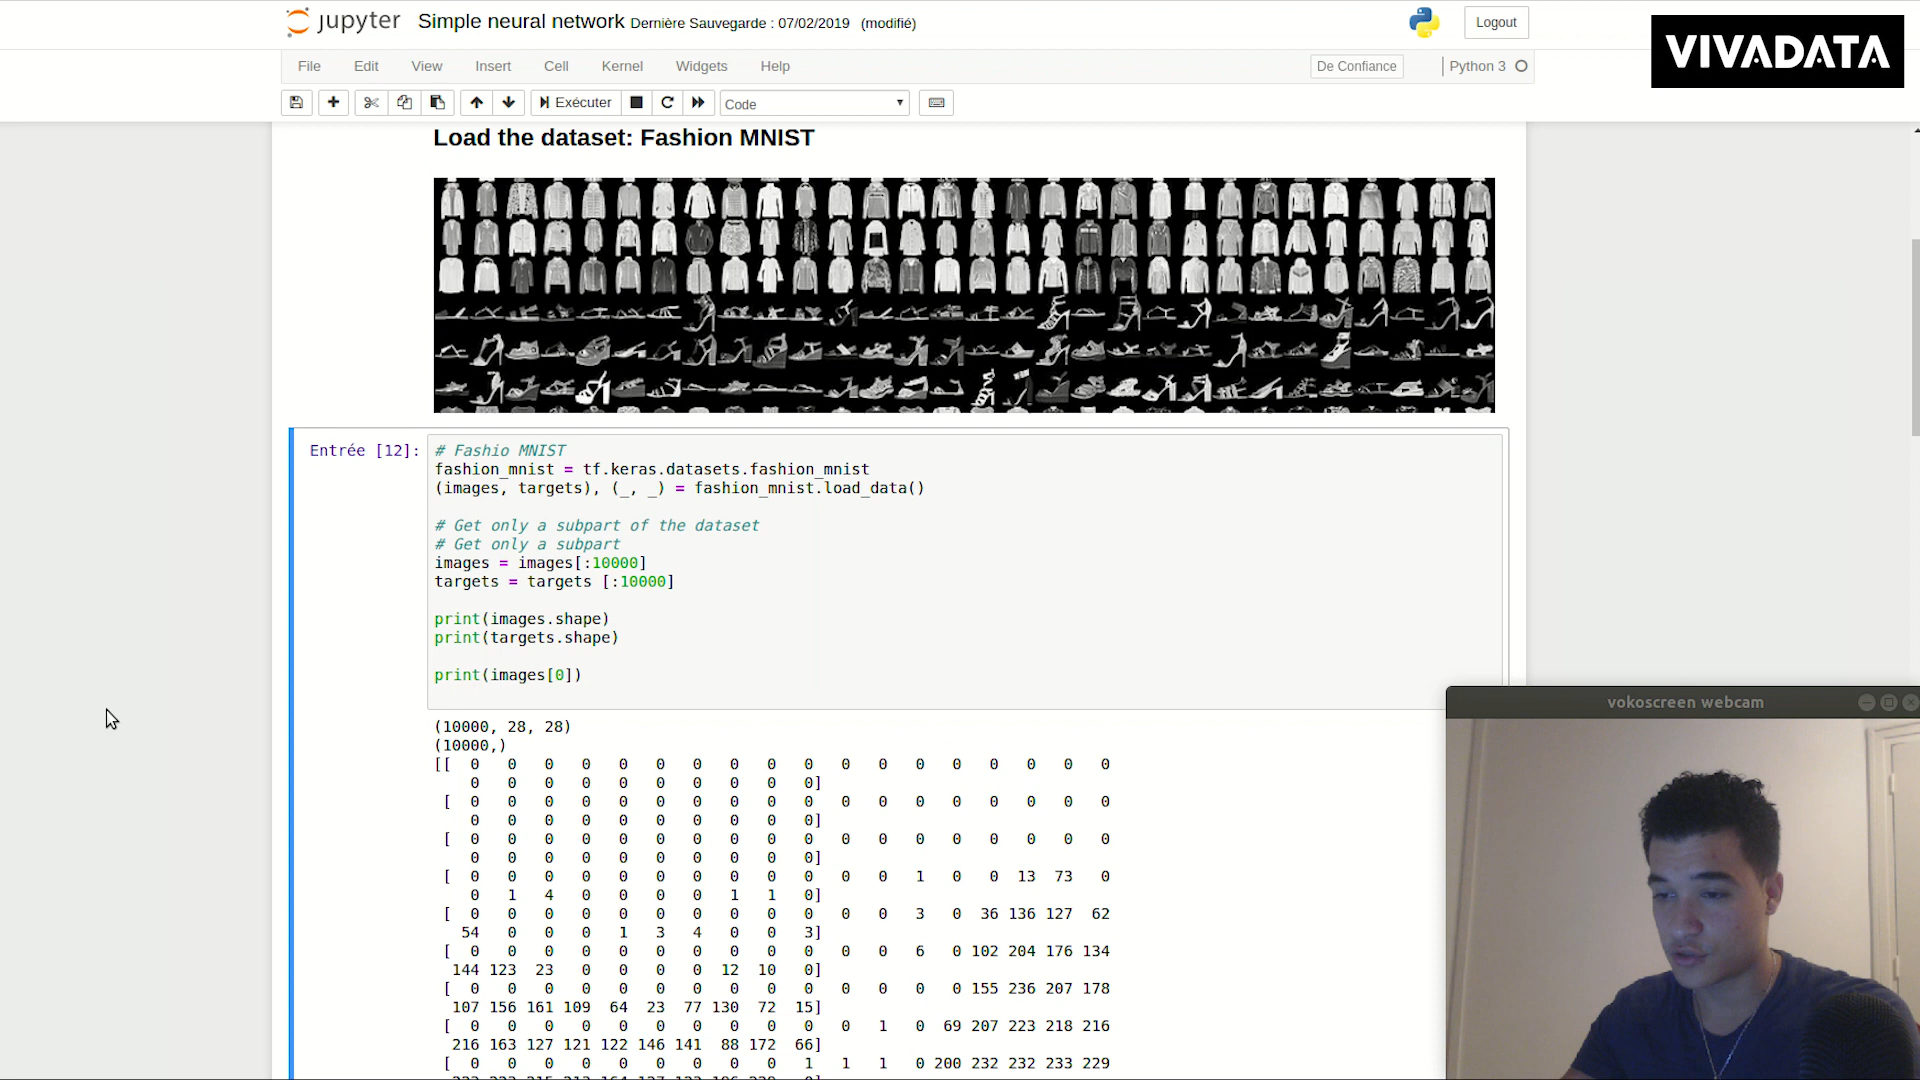 jupyter Simple neural network Dernière Sauvegarde : 07/02/2019 (modifié) Logout
VIVADATA
File Edit View Insert Cell Kernel Widgets Help De Confiance Python 3
Exécuter Code
Load the dataset: Fashion MNIST
Entrée [12]: # Fashio MNIST
fashion_mnist = tf.keras.datasets.fashion_mnist
(images, targets), (_, _) = fashion_mnist.load_data()
# Get only a subpart of the dataset
# Get only a subpart
images = images[:10000]
targets = targets [:10000]
print(images.shape)
print(targets.shape)
print(images[0])
(10000, 28, 28)
(10000,)
[[ 0 0 0 0 0 0 0 0 0 0 0 0 0 0 0 0 0 0
0 0 0 0 0 0 0 0 0 0]
[ 0 0 0 0 0 0 0 0 0 0 0 0 0 0 0 0 0 0
0 0 0 0 0 0 0 0 0 0]
[ 0 0 0 0 0 0 0 0 0 0 0 0 0 0 0 0 0 0
0 0 0 0 0 0 0 0 0 0]
[ 0 0 0 0 0 0 0 0 0 0 0 0 1 0 0 13 73 0
0 1 4 0 0 0 0 1 1 0]
[ 0 0 0 0 0 0 0 0 0 0 0 0 3 0 36 136 127 62
54 0 0 0 1 3 4 0 0 3]
[ 0 0 0 0 0 0 0 0 0 0 0 0 6 0 102 204 176 134
144 123 23 0 0 0 0 12 10 0]
[ 0 0 0 0 0 0 0 0 0 0 0 0 0 0 155 236 207 178
107 156 161 109 64 23 77 130 72 15]
[ 0 0 0 0 0 0 0 0 0 0 0 1 0 69 207 223 218 216
216 163 127 121 122 146 141 88 172 66]
[ 0 0 0 0 0 0 0 0 0 1 1 1 0 200 232 232 233 229
vokoscreen webcam